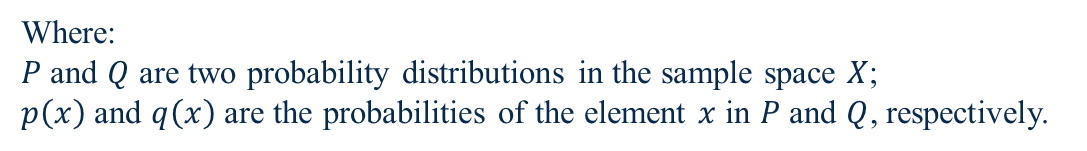 Where:
P and Q are two probability distributions in the sample space X;
p(x) and q(x) are the probabilities of the element x in P and Q, respectively.